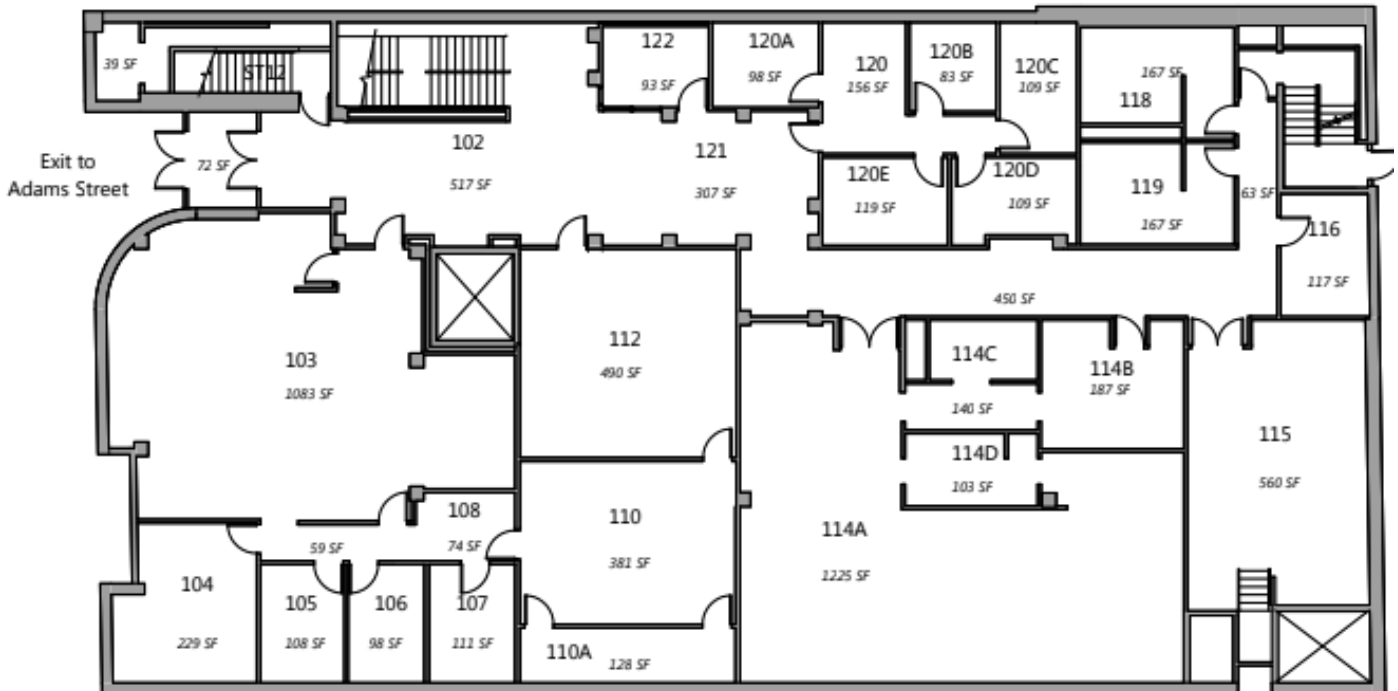 39 SF
ST12
122
93 SF
120A
98 SF
120
156 SF
120B
83 SF
120C
109 SF
167 SF
118
Exit to
Adams Street
72 SF
102
517 SF
121
307 SF
120E
119 SF
120D
109 SF
119
167 SF
63 SF
116
117 SF
450 SF
103
1083 SF
112
490 SF
114C
140 SF
114B
187 SF
114D
103 SF
115
560 SF
108
74 SF
59 SF
110
381 SF
114A
1225 SF
104
229 SF
105
108 SF
106
98 SF
107
111 SF
110A
128 SF